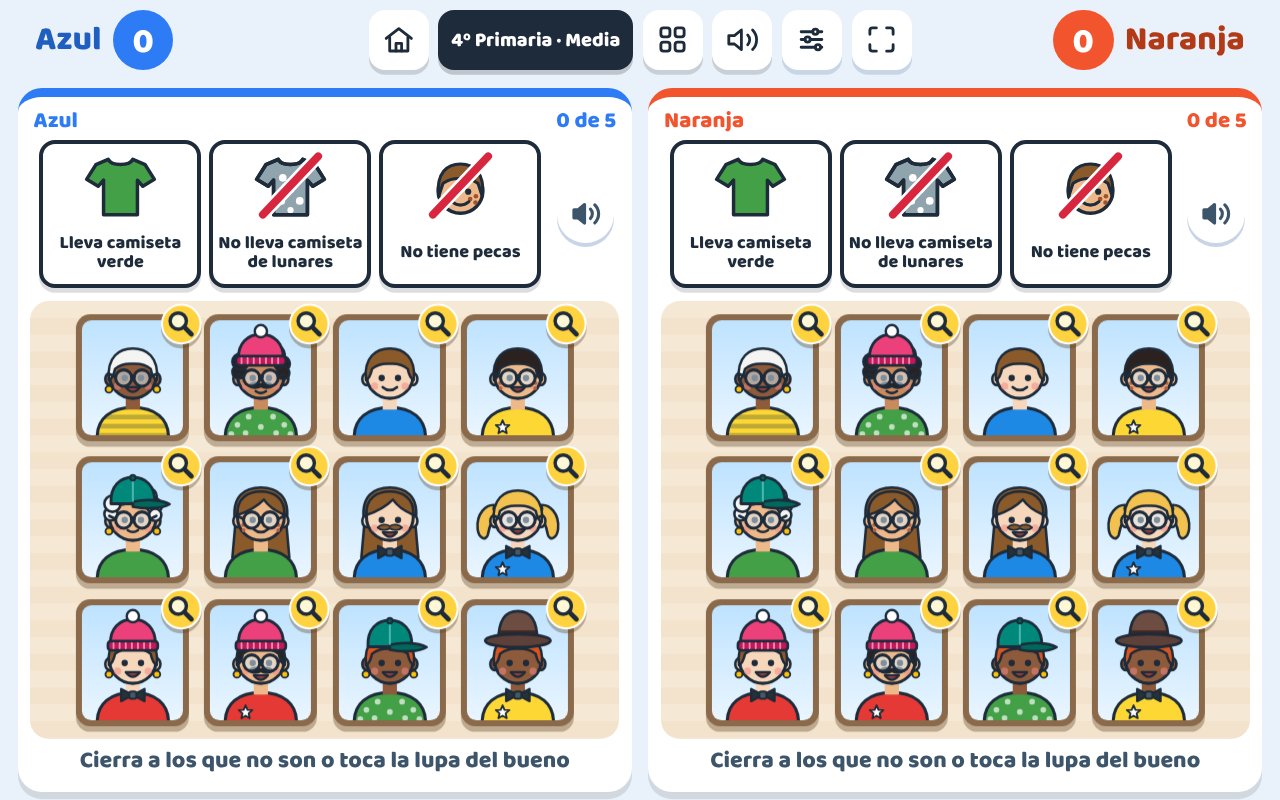 Azul 0
4º Primaria · Media
0 Naranja
Azul
0 de 5
Lleva camiseta
verde
No lleva camiseta
de lunares
No tiene pecas
Cierra a los que no son o toca la lupa del bueno
Naranja
0 de 5
Lleva camiseta
verde
No lleva camiseta
de lunares
No tiene pecas
Cierra a los que no son o toca la lupa del bueno